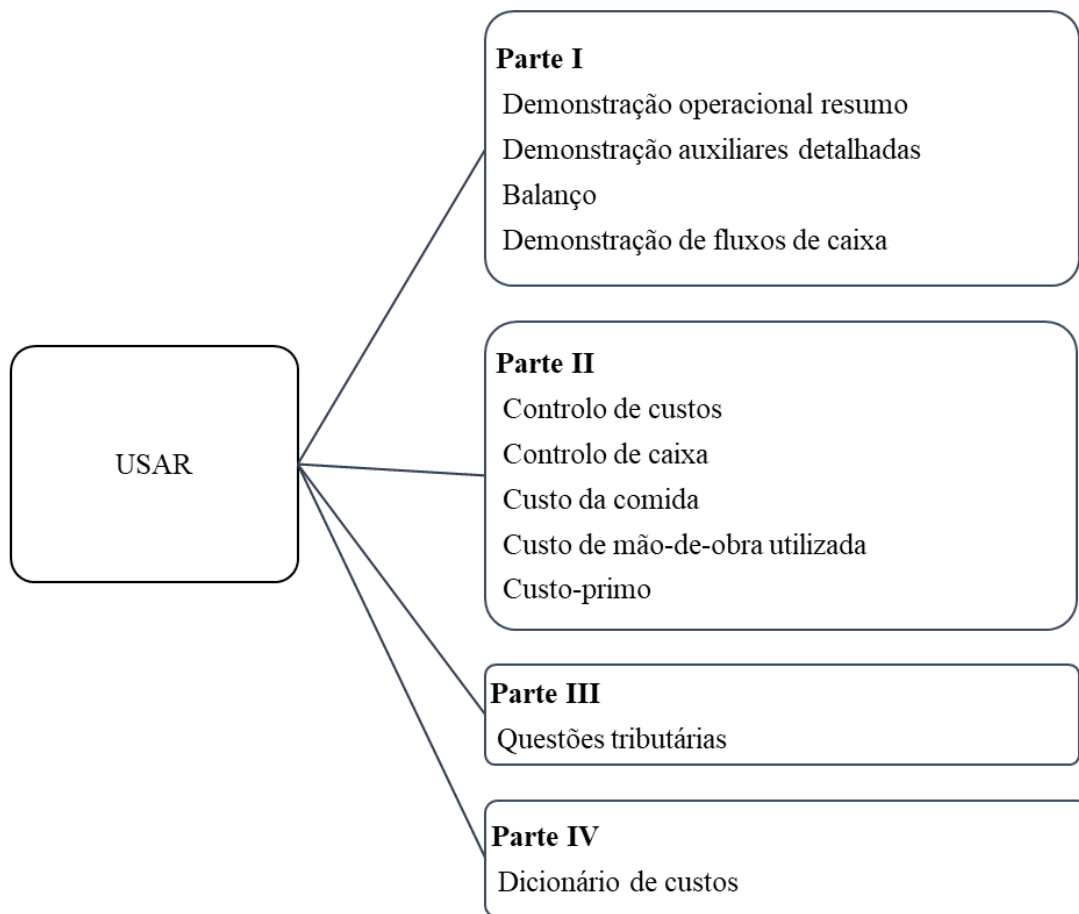 Parte I
Demonstração operacional resumo
Demonstração auxiliares detalhadas
Balanço
Demonstração de fluxos de caixa
USAR
Parte II
Controlo de custos
Controlo de caixa
Custo da comida
Custo de mão-de-obra utilizada
Custo-primo
Parte III
Questões tributárias
Parte IV
Dicionário de custos